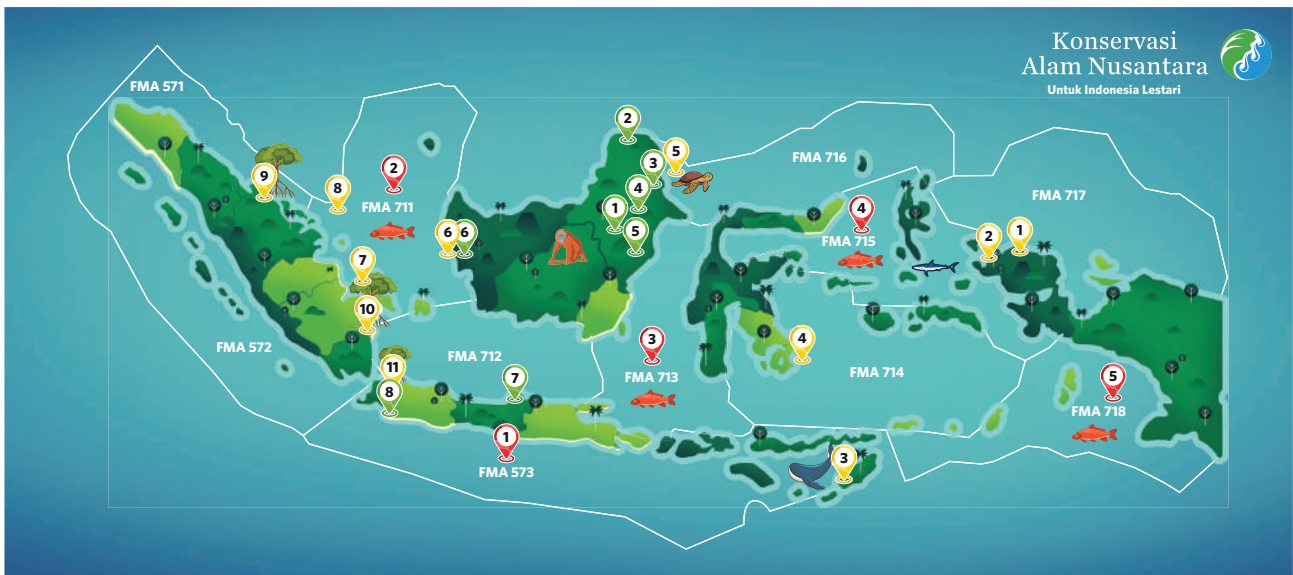 Konservasi
Alam Nusantara
Untuk Indonesia Lestari
FMA 571
2
5
3
FMA 716
9
8
2
4
FMA 717
FMA 711
1
4
6
6
5
FMA 715
2
1
7
10
FMA 572
FMA 712
3
4
11
FMA 713
FMA 714
8
7
5
FMA 718
1
FMA 573
3